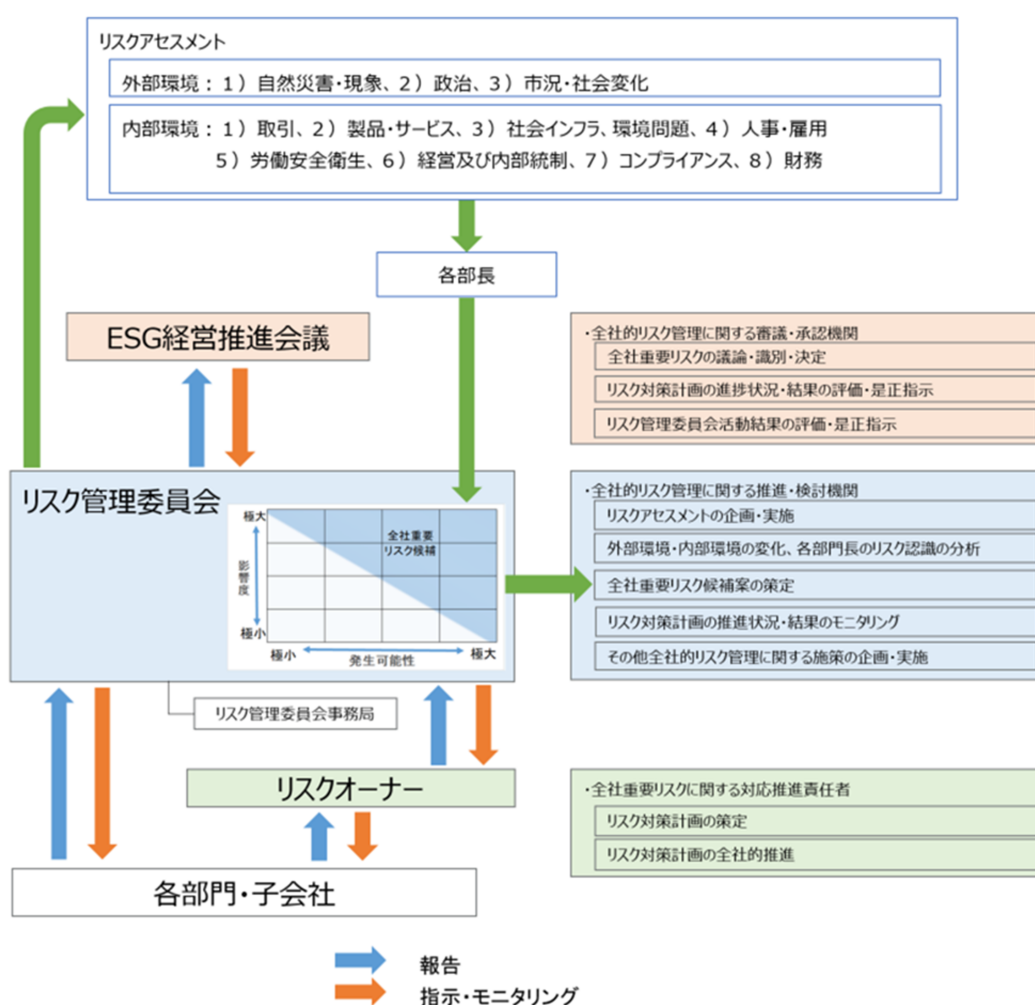 リスクアセスメント
外部環境：１）自然災害・現象、２）政治、３）市況・社会変化
内部環境：１）取引、２）製品・サービス、３）社会インフラ、環境問題、４）人事・雇用
５）労働安全衛生、６）経営及び内部統制、７）コンプライアンス、８）財務
各部長
ESG経営推進会議
・全社的リスク管理に関する審議・承認機関
全社重要リスクの議論・識別・決定
リスク対策計画の進捗状況・結果の評価・是正指示
リスク管理委員会活動結果の評価・是正指示
リスク管理委員会
極大
全社重要
リスク候補
影響度
極小
極小
発生可能性
極大
・全社的リスク管理に関する推進・検討機関
リスクアセスメントの企画・実施
外部環境・内部環境の変化、各部門長のリスク認識の分析
全社重要リスク候補案の策定
リスク対策計画の推進状況・結果のモニタリング
その他全社的リスク管理に関する施策の企画・実施
リスク管理委員会事務局
リスクオーナー
・全社重要リスクに関する対応推進責任者
リスク対策計画の策定
リスク対策計画の全社的推進
各部門・子会社
報告
指示・モニタリング